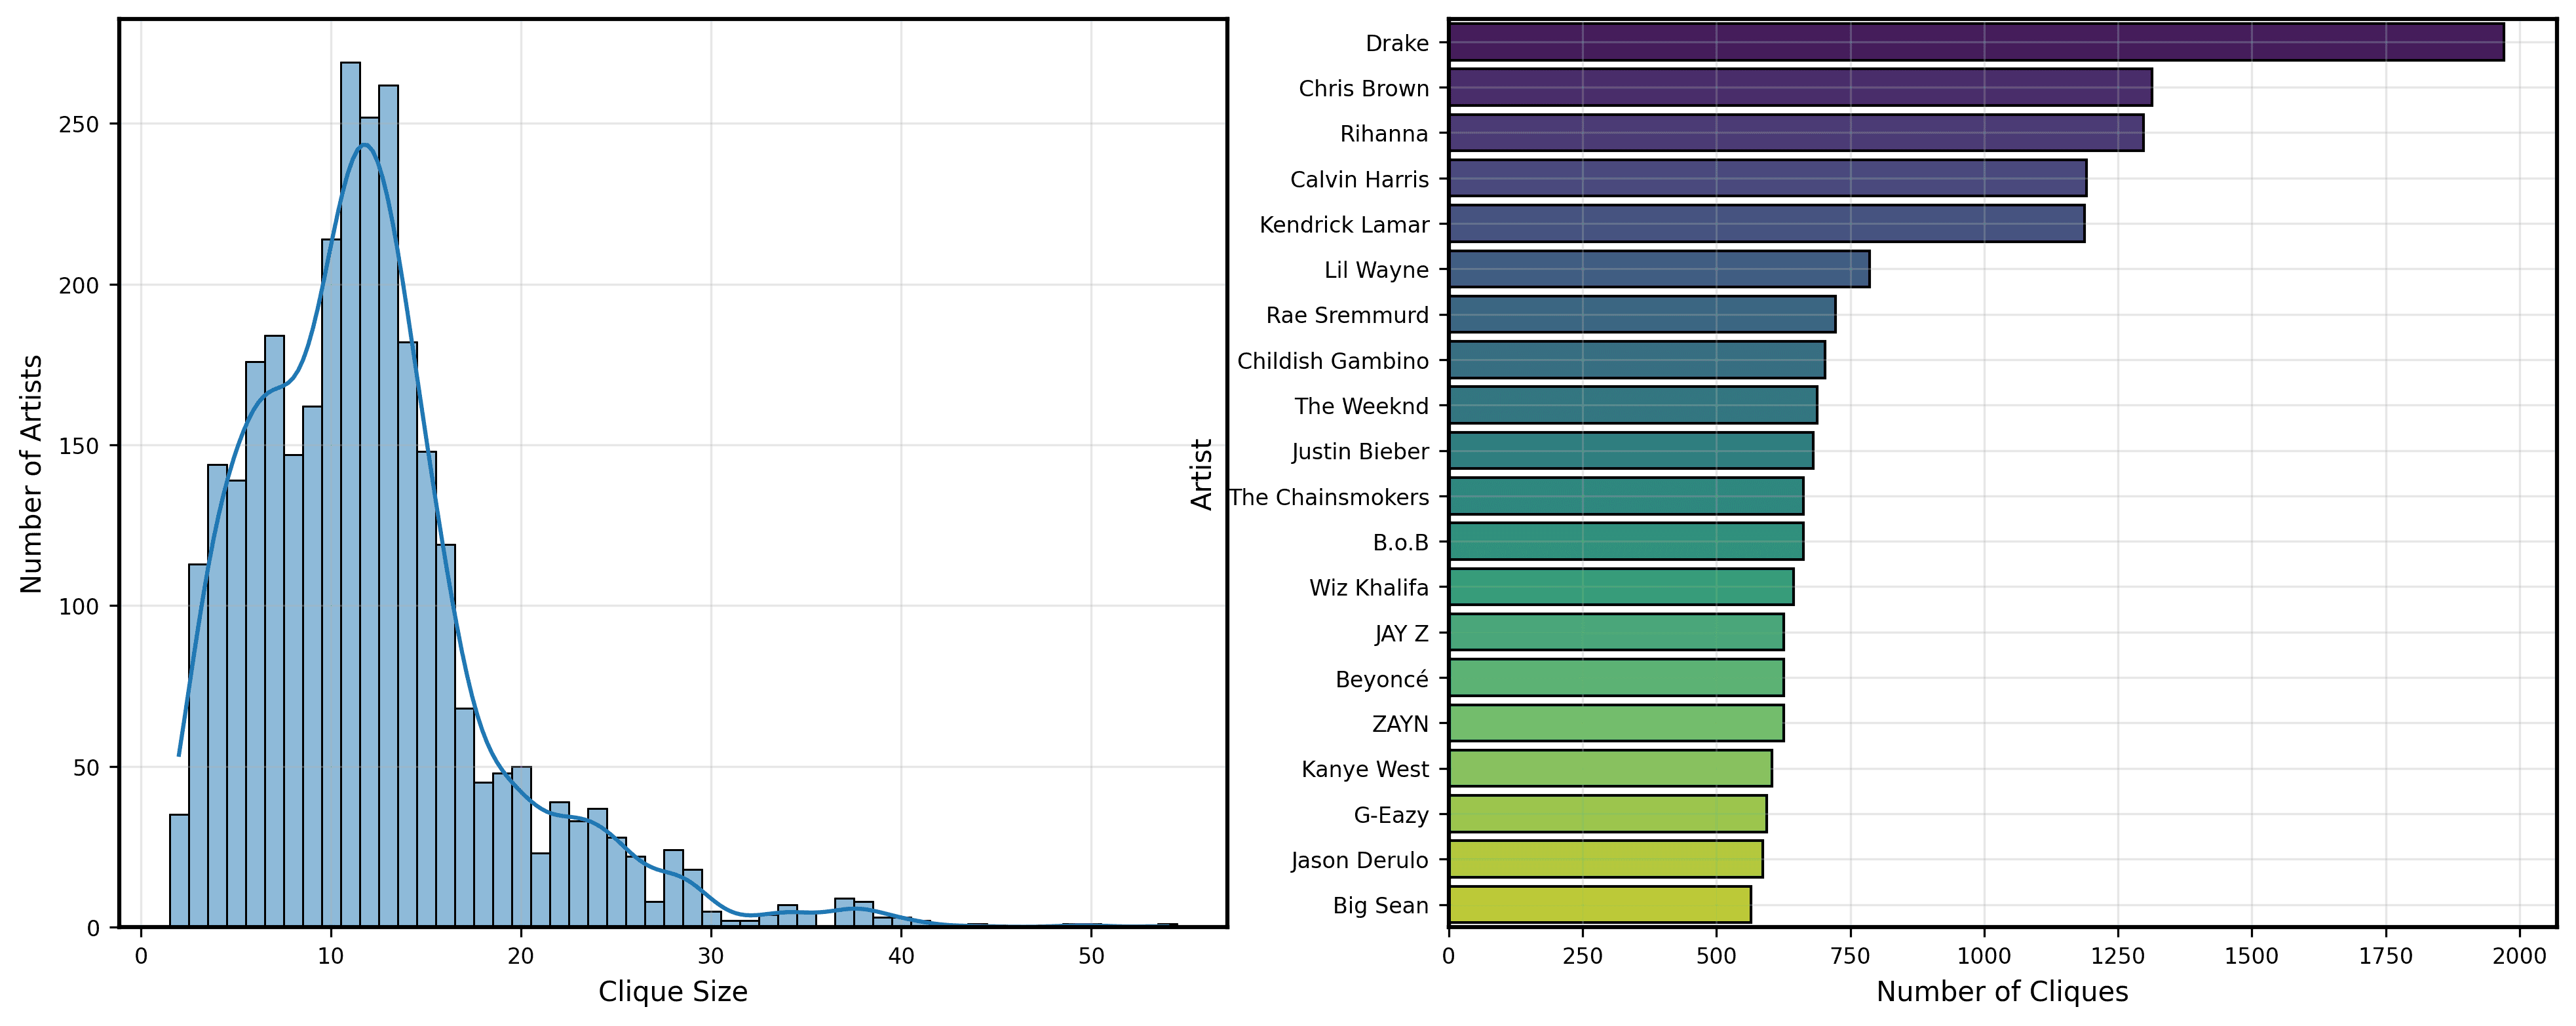 Number of Artists
250
200
150
100
50
0
0 10 20 30 40 50
Clique Size
Artist
Drake
Chris Brown
Rihanna
Calvin Harris
Kendrick Lamar
Lil Wayne
Rae Sremmurd
Childish Gambino
The Weeknd
Justin Bieber
The Chainsmokers
B.o.B
Wiz Khalifa
JAY Z
Beyoncé
ZAYN
Kanye West
G-Eazy
Jason Derulo
Big Sean
0 250 500 750 1000 1250 1500 1750 2000
Number of Cliques